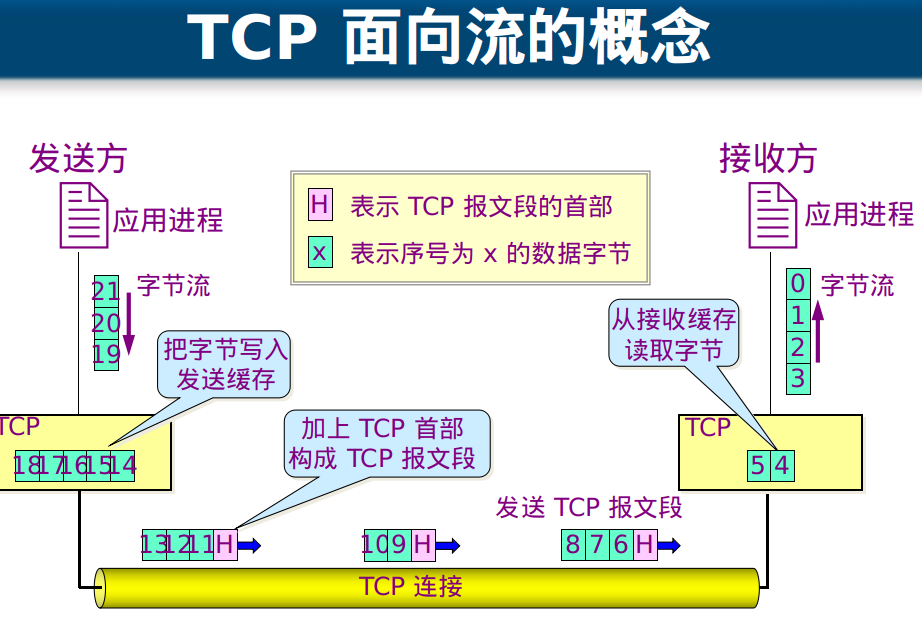 TCP 面向流的概念
发送方
接收方
H 表示 TCP 报文段的首部
x 表示序号为 x 的数据字节
应用进程
应用进程
21
20
19
字节流
0
1
2
3
字节流
把字节写入
发送缓存
从接收缓存
读取字节
TCP
18 17 16 15 14
加上 TCP 首部
构成 TCP 报文段
TCP
5 4
发送 TCP 报文段
13 12 11 H
10 9 H
8 7 6 H
TCP 连接